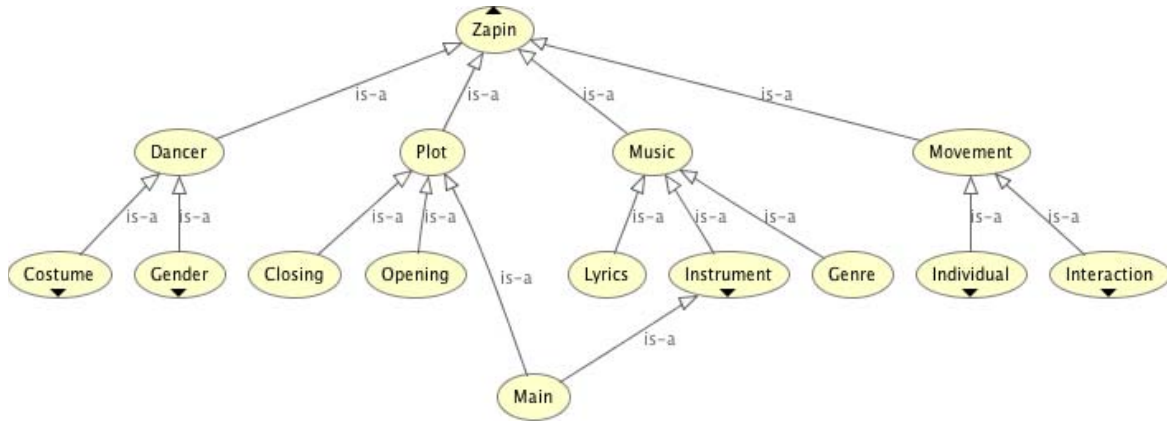 Zapin
is-a is-a is-a is-a
Dancer Plot Music Movement
is-a is-a is-a is-a is-a is-a is-a is-a is-a is-a
Costume Gender Closing Opening Lyrics Instrument Genre Individual Interaction
is-a
Main